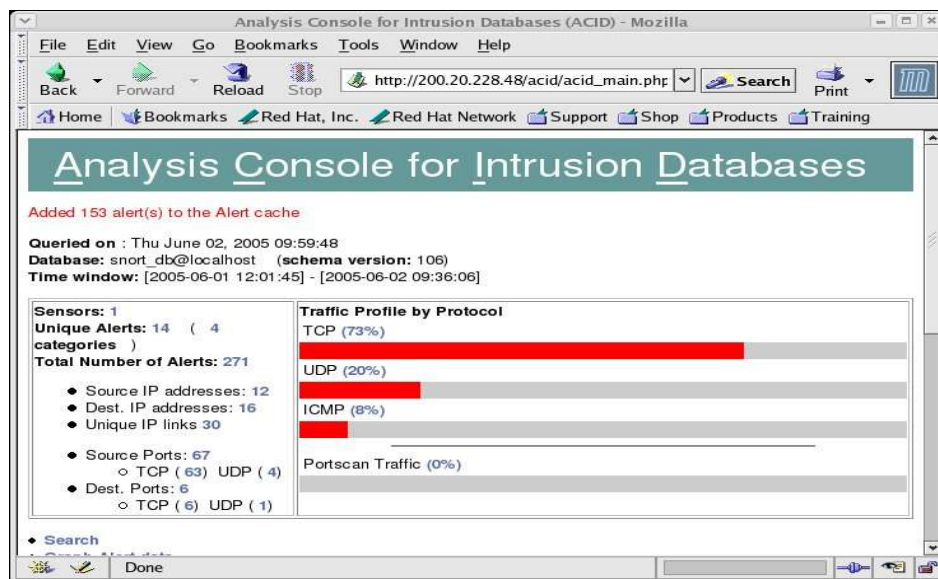 Analysis Console for Intrusion Databases (ACID) - Mozilla
File Edit View Go Bookmarks Tools Window Help
Back Forward Reload Stop http://200.20.228.48/acid/acid_main.php Search Print
Home Bookmarks Red Hat, Inc. Red Hat Network Support Shop Products Training
Analysis Console for Intrusion Databases
Added 153 alert(s) to the Alert cache
Queried on : Thu June 02, 2005 09:59:48
Database: snort_db@localhost (schema version: 106)
Time window: [2005-06-01 12:01:45] - [2005-06-02 09:36:06]
Sensors: 1
Unique Alerts: 14 ( 4
categories )
Total Number of Alerts: 271
Source IP addresses: 12
Dest. IP addresses: 16
Unique IP links 30
Source Ports: 67
TCP ( 63) UDP ( 4)
Dest. Ports: 6
TCP ( 6) UDP ( 1)
Traffic Profile by Protocol
TCP (73%)
UDP (20%)
ICMP (8%)
Portscan Traffic (0%)
Search
Graph Alert data
Done